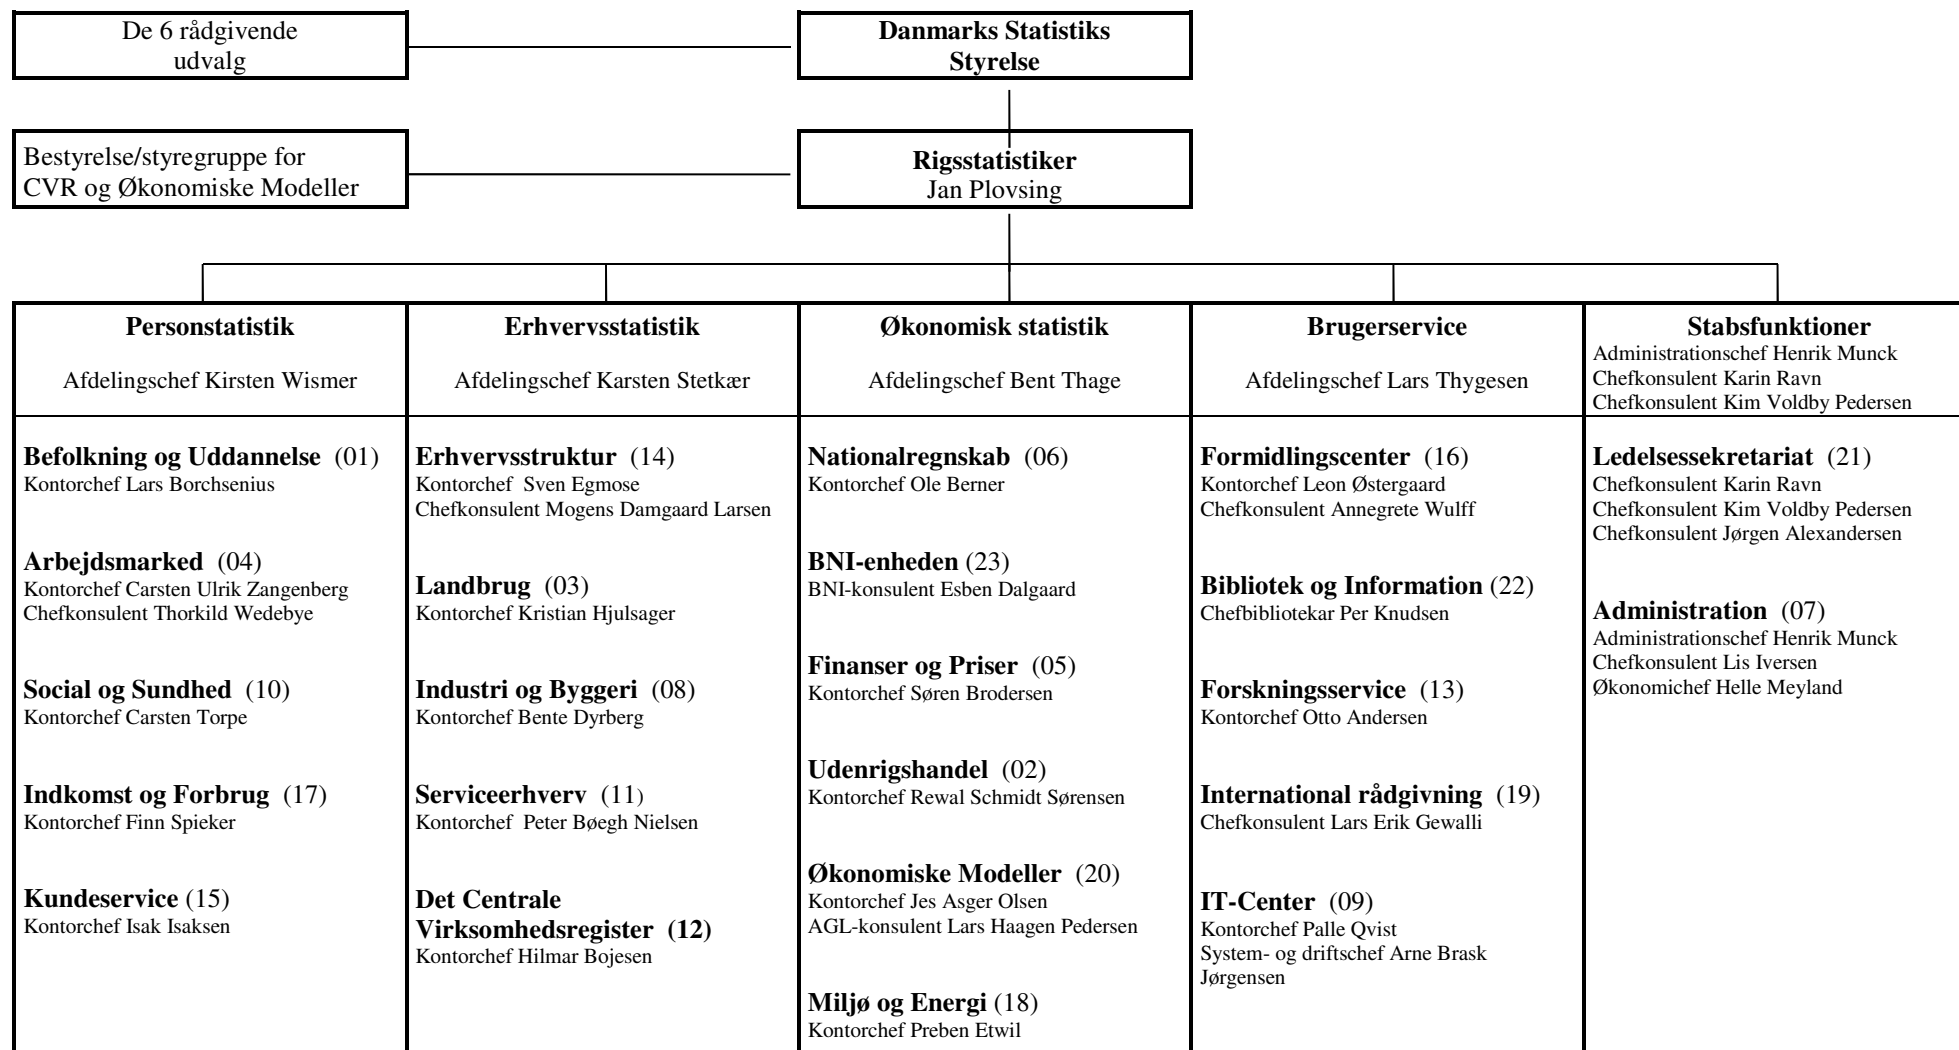 De 6 rådgivende
udvalg
Danmarks Statistiks
Styrelse
Bestyrelse/styregruppe for
CVR og Økonomiske Modeller
Rigsstatistiker
Jan Plovsing
Personstatistik
Afdelingschef Kirsten Wismer
Erhvervsstatistik
Afdelingschef Karsten Stetkær
Økonomisk statistik
Afdelingschef Bent Thage
Brugerservice
Afdelingschef Lars Thygesen
Stabsfunktioner
Administrationschef Henrik Munck
Chefkonsulent Karin Ravn
Chefkonsulent Kim Voldby Pedersen
Befolkning og Uddannelse (01)
Kontorchef Lars Borchsenius
Arbejdsmarked (04)
Kontorchef Carsten Ulrik Zangenberg
Chefkonsulent Thorkild Wedebye
Social og Sundhed (10)
Kontorchef Carsten Torpe
Indkomst og Forbrug (17)
Kontorchef Finn Spieker
Kundeservice (15)
Kontorchef Isak Isaksen
Erhvervsstruktur (14)
Kontorchef Sven Egmose
Chefkonsulent Mogens Damgaard Larsen
Landbrug (03)
Kontorchef Kristian Hjulsager
Industri og Byggeri (08)
Kontorchef Bente Dyrberg
Serviceerhverv (11)
Kontorchef Peter Bøegh Nielsen
Det Centrale
Virksomhedsregister (12)
Kontorchef Hilmar Bojesen
Nationalregnskab (06)
Kontorchef Ole Berner
BNI-enheden (23)
BNI-konsulent Esben Dalgaard
Finanser og Priser (05)
Kontorchef Søren Brodersen
Udenrigshandel (02)
Kontorchef Rewal Schmidt Sørensen
Økonomiske Modeller (20)
Kontorchef Jes Asger Olsen
AGL-konsulent Lars Haagen Pedersen
Miljø og Energi (18)
Kontorchef Preben Etwil
Formidlingscenter (16)
Kontorchef Leon Østergaard
Chefkonsulent Annegrete Wulff
Bibliotek og Information (22)
Chefbibliotekar Per Knudsen
Forskningsservice (13)
Kontorchef Otto Andersen
International rådgivning (19)
Chefkonsulent Lars Erik Gewalli
IT-Center (09)
Kontorchef Palle Qvist
System- og driftschef Arne Brask
Jørgensen
Ledelsessekretariat (21)
Chefkonsulent Karin Ravn
Chefkonsulent Kim Voldby Pedersen
Chefkonsulent Jørgen Alexandersen
Administration (07)
Administrationschef Henrik Munck
Chefkonsulent Lis Iversen
Økonomichef Helle Meyland